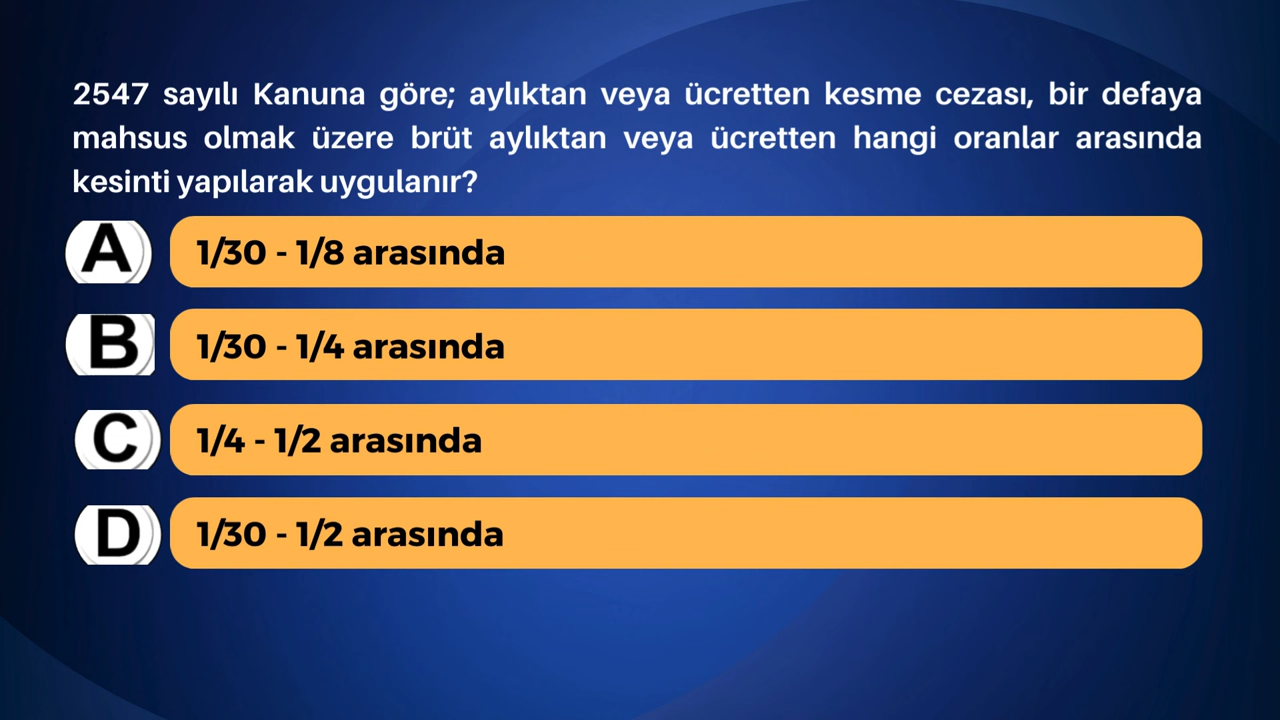 2547 sayılı Kanuna göre; aylıktan veya ücretten kesme cezası, bir defaya
mahsus olmak üzere brüt aylıktan veya ücretten hangi oranlar arasında
kesinti yapılarak uygulanır?
A 1/30 - 1/8 arasında
B 1/30 - 1/4 arasında
C 1/4 - 1/2 arasında
D 1/30 - 1/2 arasında